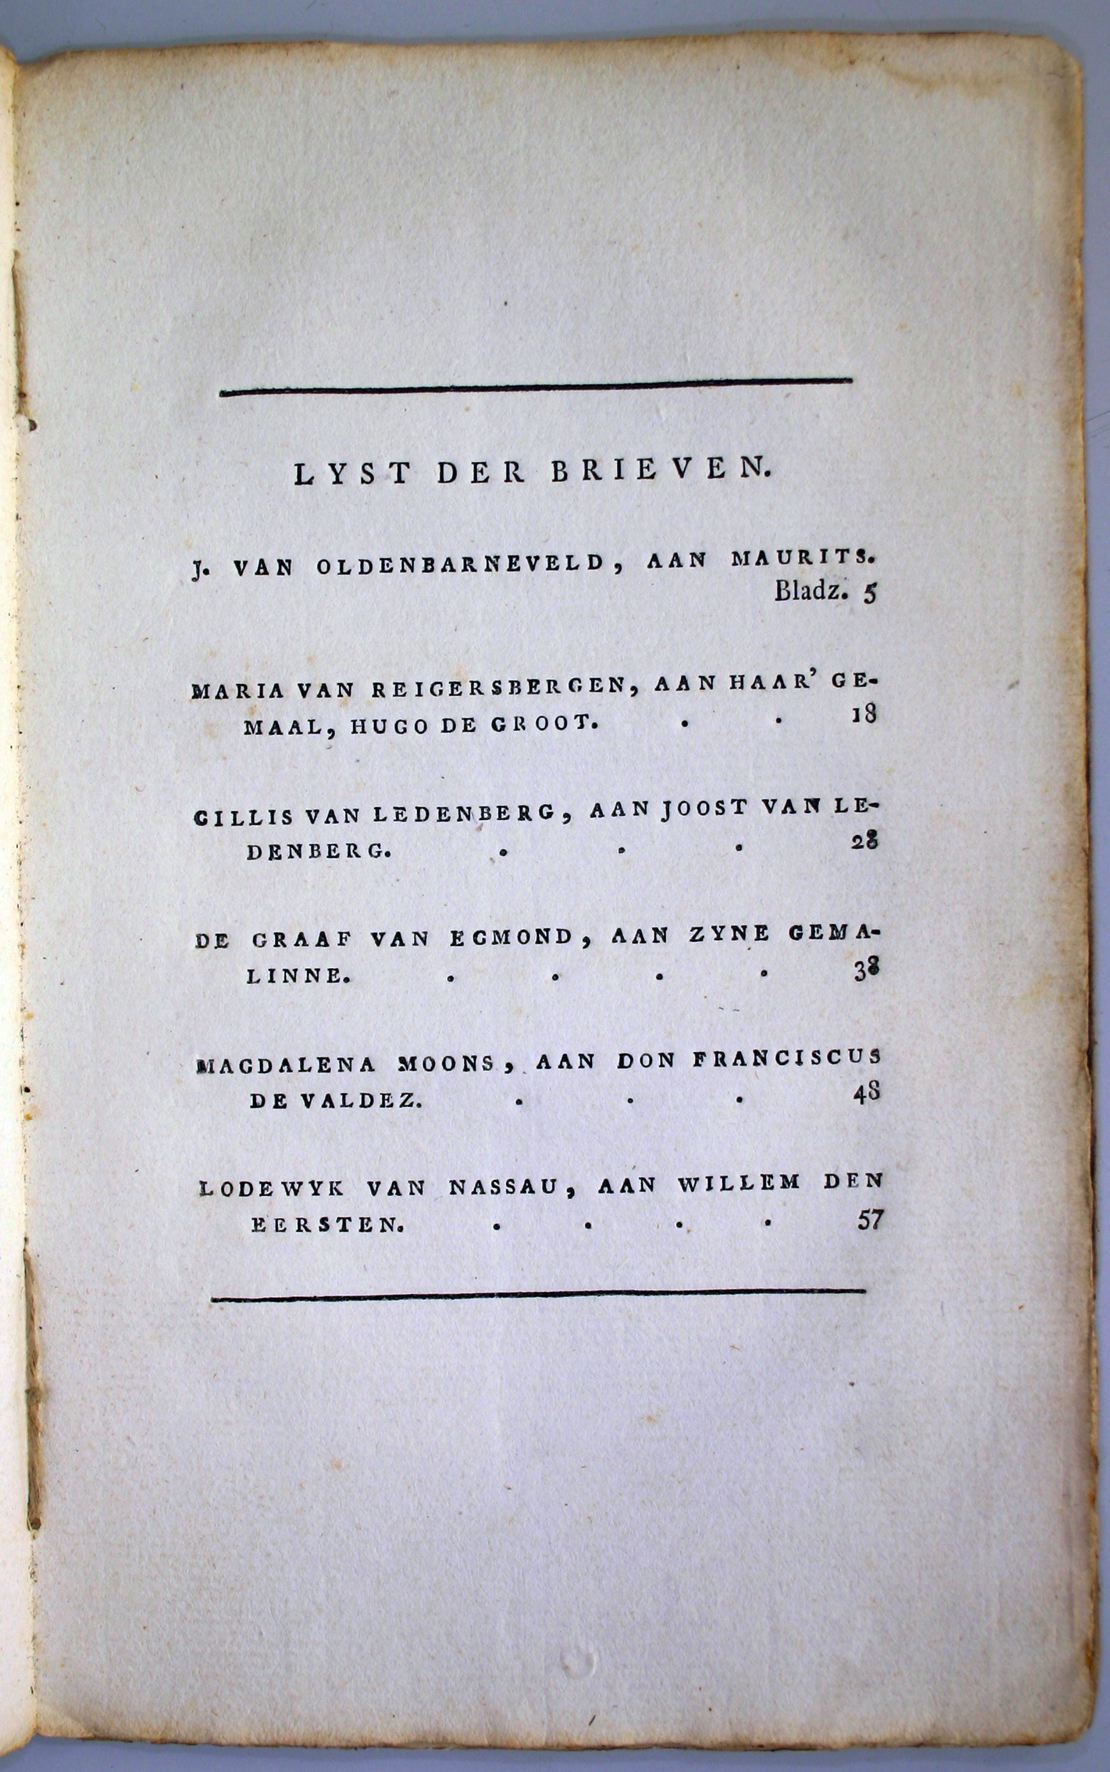 LYST DER BRIEVEN.
J. VAN OLDENBARNEVELD, AAN MAURITS.
Bladz. 5
MARIA VAN REIGERSBERGEN, AAN HAAR' GE-
MAAL, HUGO DE GROOT. . . 18
GILLIS VAN LEDENBERG, AAN JOOST VAN LE-
DENBERG. . . . 28
DE GRAAF VAN EGMOND, AAN ZYNE GEMA-
LINNE. . . . . 38
MAGDALENA MOONS, AAN DON FRANCISCUS
DE VALDEZ. . . . 48
LODEWYK VAN NASSAU, AAN WILLEM DEN
EERSTEN. . . . . 57